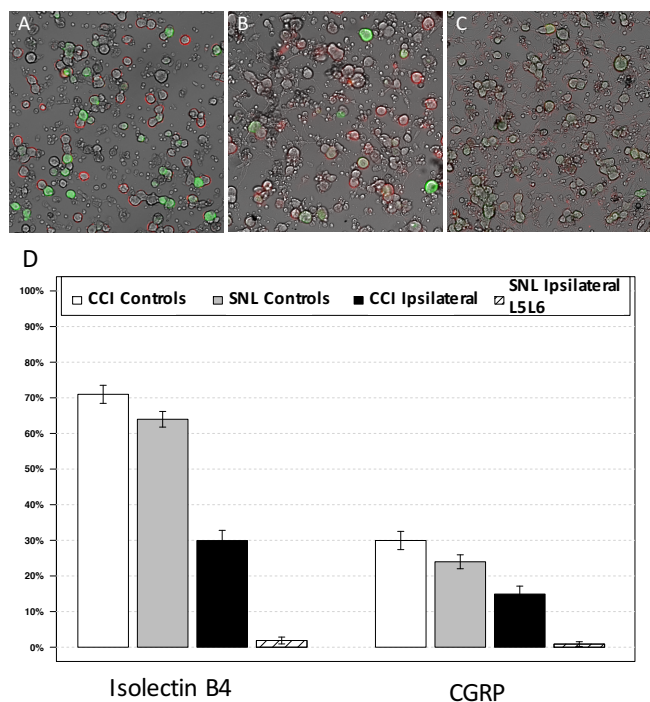 A
B
C
D
CCI Controls
SNL Controls
CCI Ipsilateral
SNL Ipsilateral
L5L6
100%
90%
80%
70%
60%
50%
40%
30%
20%
10%
0%
Isolectin B4
CGRP